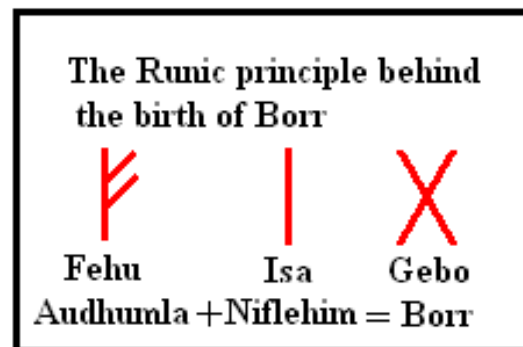 The Runic principle behind
the birth of Borr
ᚠ ᛁ ᚷ
Fehu Isa Gebo
Audhumla + Niflehim = Borr